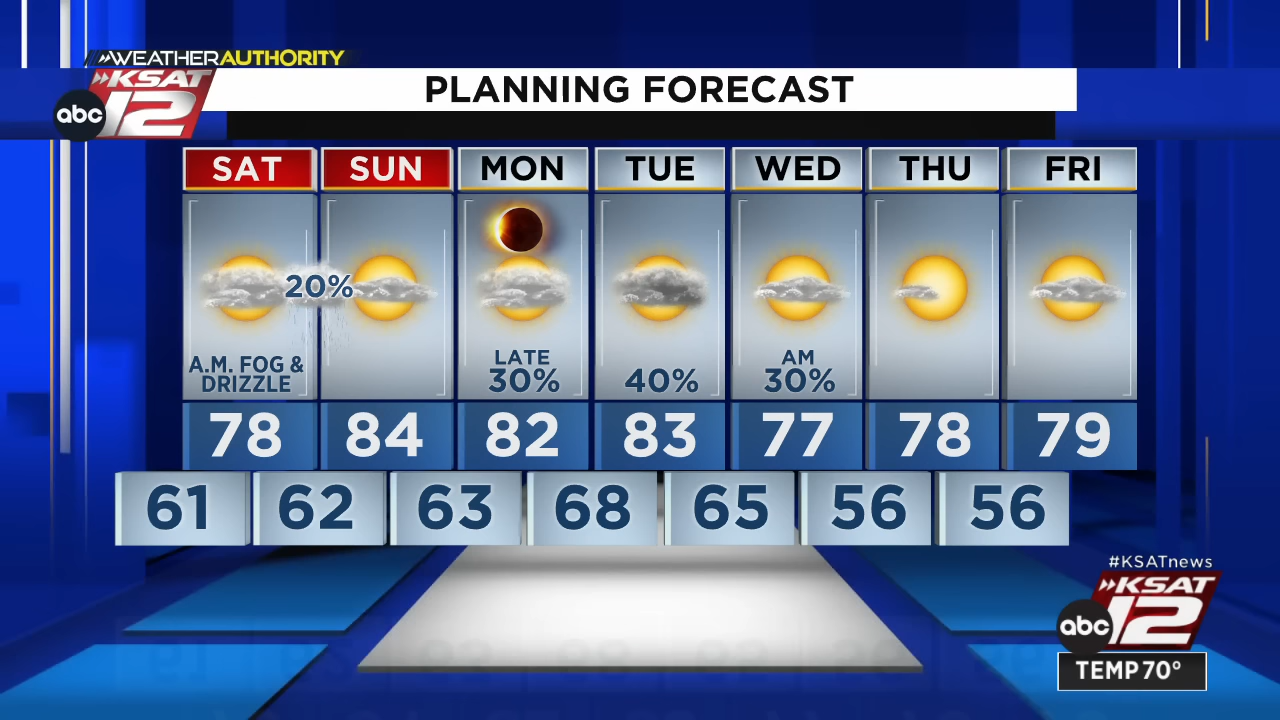 WEATHERAUTHORITY
KSAT
abc 12
PLANNING FORECAST
SAT SUN MON TUE WED THU FRI
20%
A.M. FOG &
DRIZZLE
LATE
30%
40%
AM
30%
78 84 82 83 77 78 79
61 62 63 68 65 56 56
#KSATnews
KSAT
abc 12
TEMP 70°